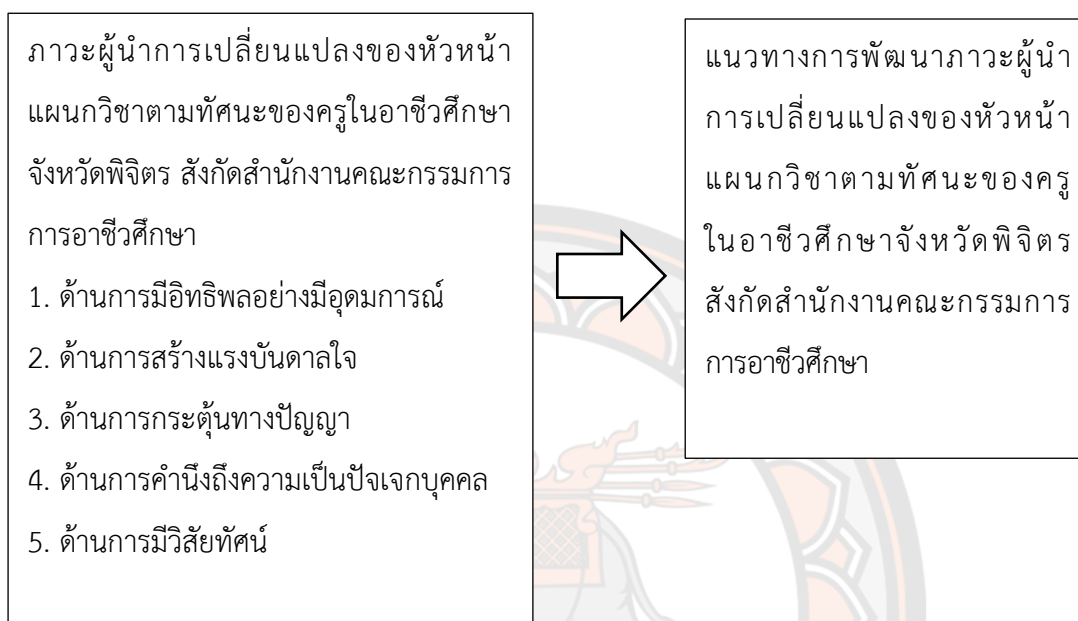 ภาวะผู้นำการเปลี่ยนแปลงของหัวหน้า
แผนกวิชาตามทัศนะของครูในอาชีวศึกษา
จังหวัดพิจิตร สังกัดสำนักงานคณะกรรมการ
การอาชีวศึกษา
1. ด้านการมีอิทธิพลอย่างมีอุดมการณ์
2. ด้านการสร้างแรงบันดาลใจ
3. ด้านการกระตุ้นทางปัญญา
4. ด้านการคำนึงถึงความเป็นปัจเจกบุคคล
5. ด้านการมีวิสัยทัศน์
แนวทางการพัฒนาภาวะผู้นำ
การเปลี่ยนแปลงของหัวหน้า
แผนกวิชาตามทัศนะของครู
ในอาชีวศึกษาจังหวัดพิจิตร
สังกัดสำนักงานคณะกรรมการ
การอาชีวศึกษา